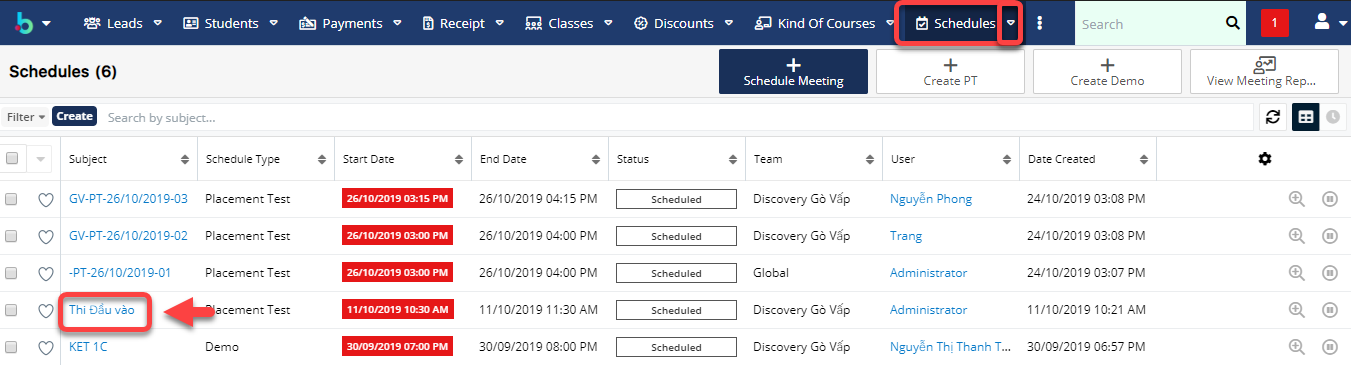 Leads Students Payments Receipt Classes Discounts Kind Of Courses Schedules Search 1
Schedules (6)
Schedule Meeting Create PT Create Demo View Meeting Rep...
Filter Create Search by subject...
Subject Schedule Type Start Date End Date Status Team User Date Created
GV-PT-26/10/2019-03 Placement Test 26/10/2019 03:15 PM 26/10/2019 04:15 PM Scheduled Discovery Gò Vấp Nguyễn Phong 24/10/2019 03:08 PM
GV-PT-26/10/2019-02 Placement Test 26/10/2019 03:00 PM 26/10/2019 04:00 PM Scheduled Discovery Gò Vấp Trang 24/10/2019 03:08 PM
-PT-26/10/2019-01 Placement Test 26/10/2019 03:00 PM 26/10/2019 04:00 PM Scheduled Global Administrator 24/10/2019 03:07 PM
Thi Đầu vào Placement Test 11/10/2019 10:30 AM 11/10/2019 11:30 AM Scheduled Discovery Gò Vấp Administrator 11/10/2019 10:21 AM
KET 1C Demo 30/09/2019 07:00 PM 30/09/2019 08:00 PM Scheduled Discovery Gò Vấp Nguyễn Thị Thanh T... 30/09/2019 06:57 PM